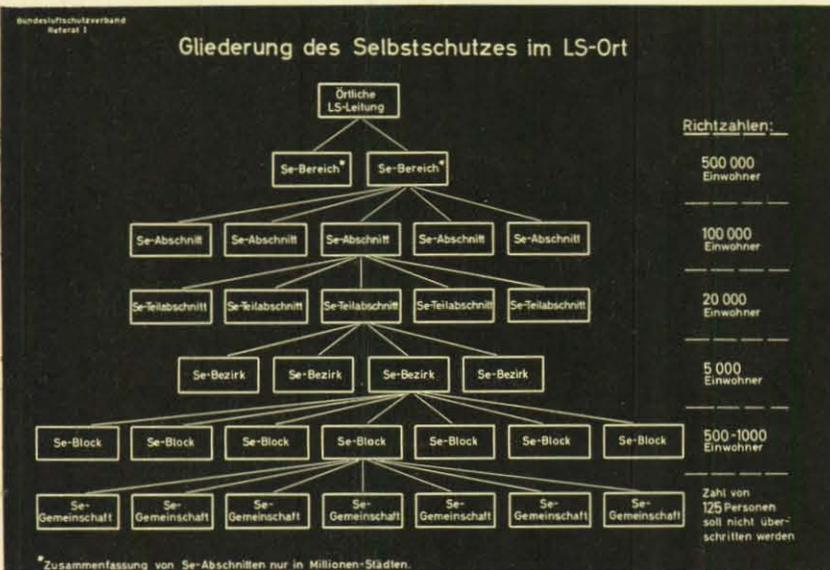 Bundesluftschutzverband
Referat I
Gliederung des Selbstschutzes im LS-Ort
Örtliche
LS-Leitung
Richtzahlen:
Se-Bereich* Se-Bereich*
500 000
Einwohner
Se-Abschnitt Se-Abschnitt Se-Abschnitt Se-Abschnitt Se-Abschnitt
100 000
Einwohner
Se-Teilabschnitt Se-Teilabschnitt Se-Teilabschnitt Se-Teilabschnitt Se-Teilabschnitt
20 000
Einwohner
Se-Bezirk Se-Bezirk Se-Bezirk Se-Bezirk
5 000
Einwohner
Se-Block Se-Block Se-Block Se-Block Se-Block Se-Block Se-Block
500-1000
Einwohner
Se-Gemeinschaft Se-Gemeinschaft Se-Gemeinschaft Se-Gemeinschaft Se-Gemeinschaft Se-Gemeinschaft Se-Gemeinschaft
Zahl von
125 Personen
soll nicht über-
schritten werden
*Zusammenfassung von Se-Abschnitten nur in Millionen-Städten.